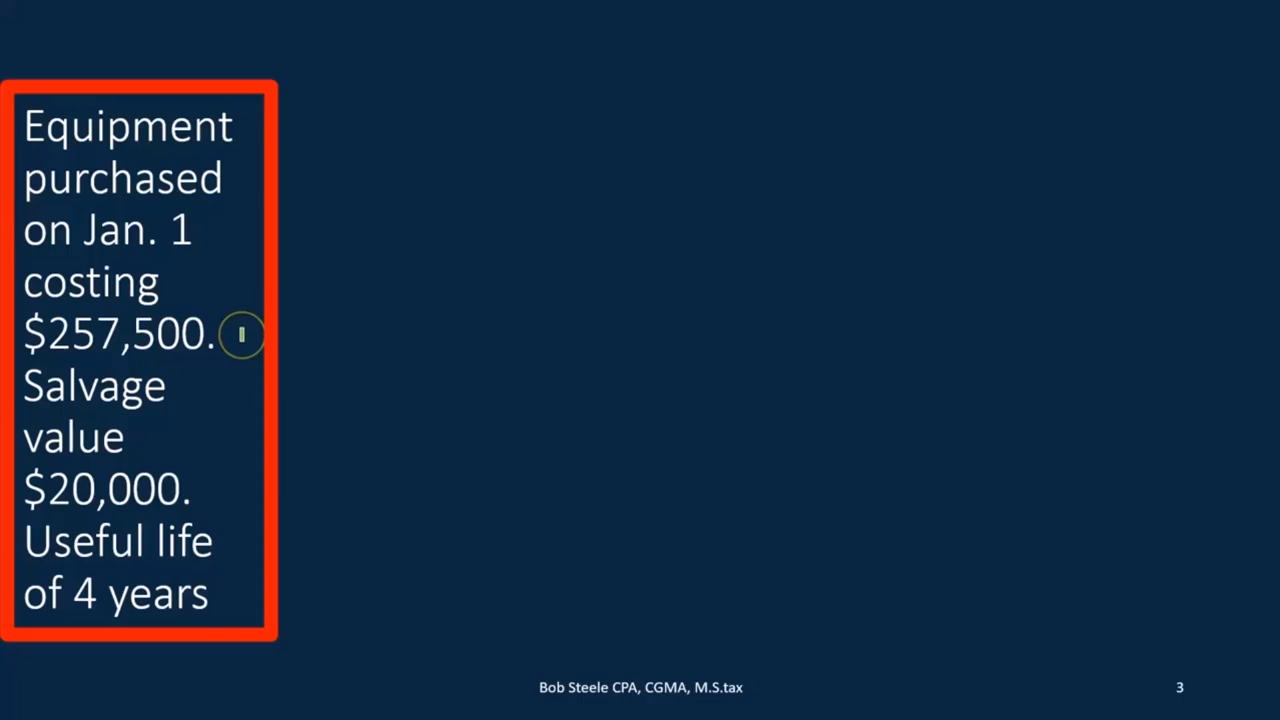 Equipment
purchased
on Jan. 1
costing
$257,500.
Salvage
value
$20,000.
Useful life
of 4 years
Bob Steele CPA, CGMA, M.S.tax
3